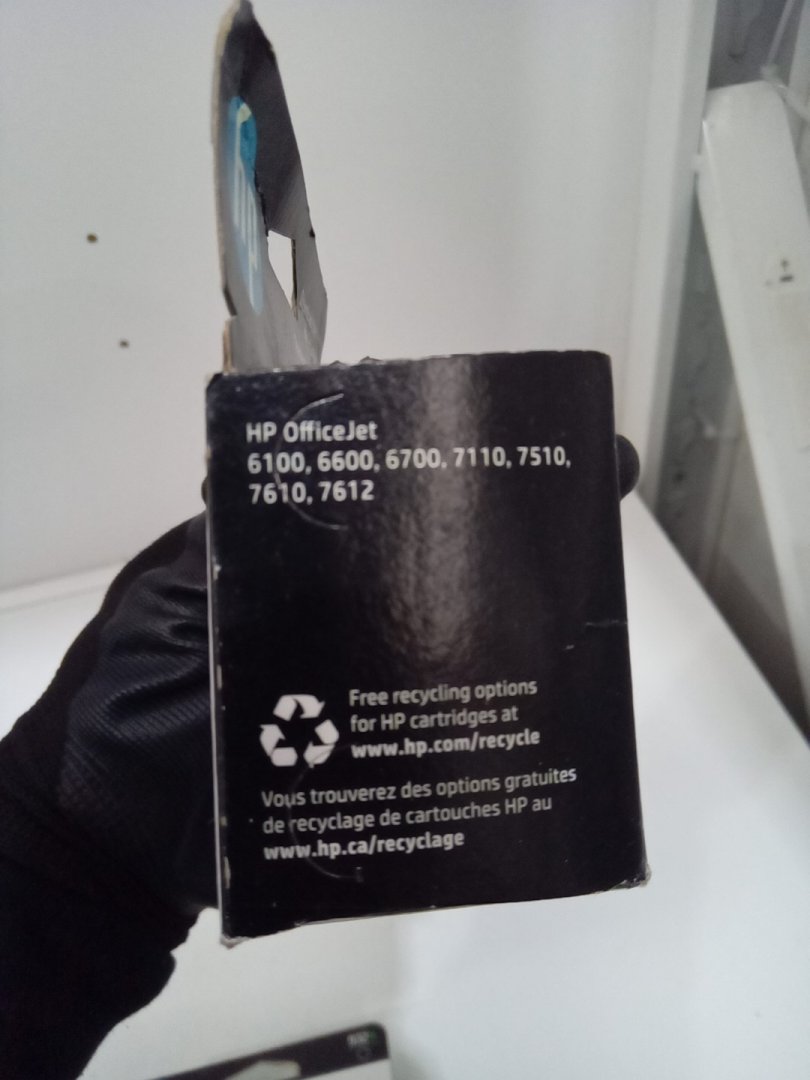 HP OfficeJet
6100, 6600, 6700, 7110, 7510,
7610, 7612
Free recycling options
for HP cartridges at
www.hp.com/recycle
Vous trouverez des options gratuites
de recyclage de cartouches HP au
www.hp.ca/recyclage